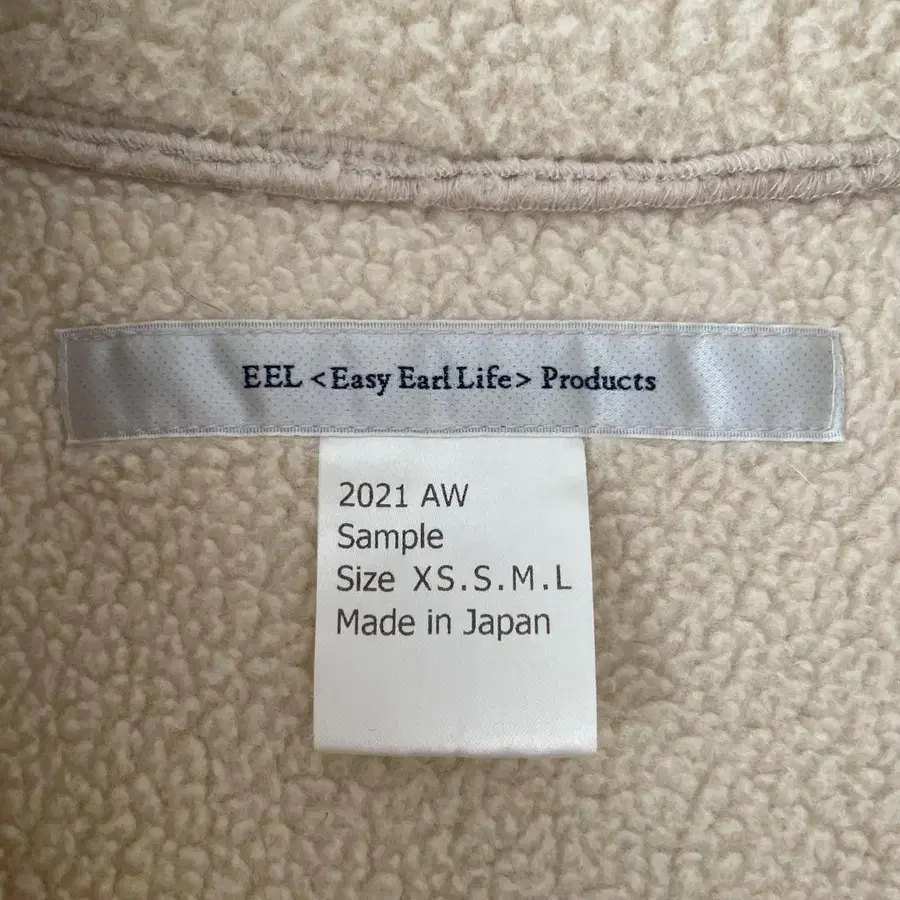 EEL <Easy Earl Life> Products
2021 AW
Sample
Size XS.S.M.L
Made in Japan